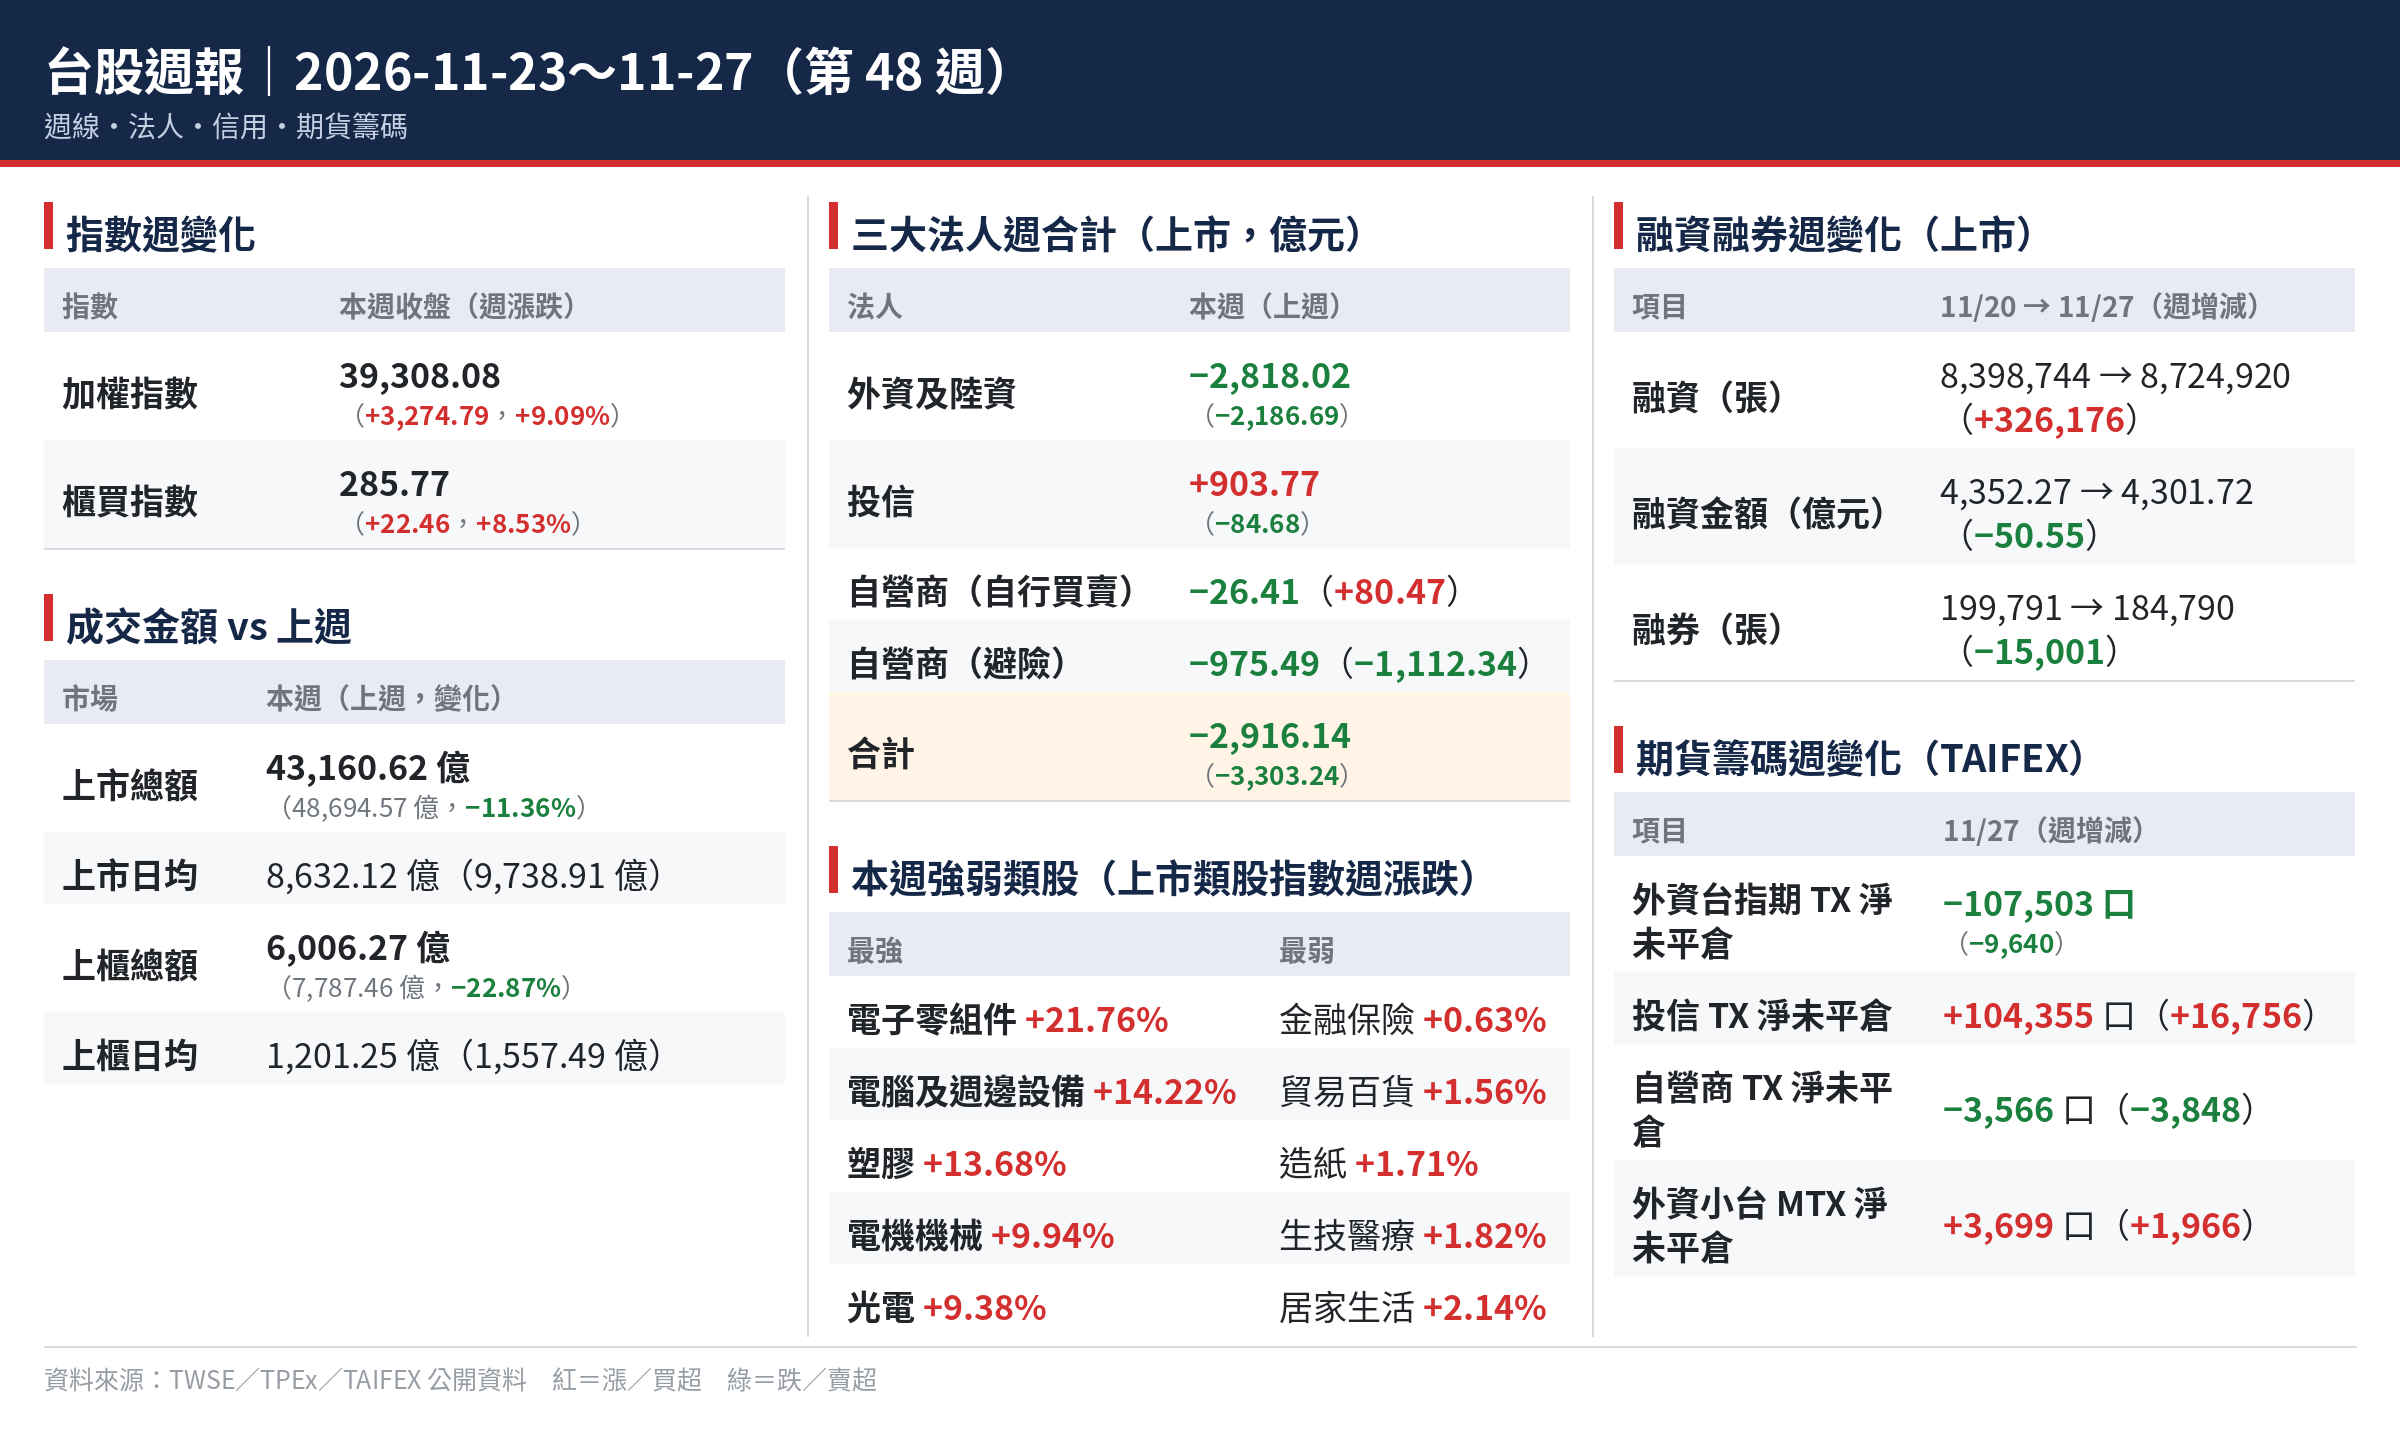 台股週報｜2026-11-23～11-27（第 48 週）
週線・法人・信用・期貨籌碼
指數週變化
指數 本週收盤（週漲跌）
加權指數 39,308.08
（+3,274.79，+9.09%）
櫃買指數 285.77
（+22.46，+8.53%）
成交金額 vs 上週
市場 本週（上週，變化）
上市總額 43,160.62 億
（48,694.57 億，−11.36%）
上市日均 8,632.12 億（9,738.91 億）
上櫃總額 6,006.27 億
（7,787.46 億，−22.87%）
上櫃日均 1,201.25 億（1,557.49 億）
三大法人週合計（上市，億元）
法人 本週（上週）
外資及陸資 −2,818.02
（−2,186.69）
投信 +903.77
（−84.68）
自營商（自行買賣） −26.41（+80.47）
自營商（避險） −975.49（−1,112.34）
合計 −2,916.14
（−3,303.24）
本週強弱類股（上市類股指數週漲跌）
最強 最弱
電子零組件 +21.76% 金融保險 +0.63%
電腦及週邊設備 +14.22% 貿易百貨 +1.56%
塑膠 +13.68% 造紙 +1.71%
電機機械 +9.94% 生技醫療 +1.82%
光電 +9.38% 居家生活 +2.14%
融資融券週變化（上市）
項目 11/20 → 11/27（週增減）
融資（張） 8,398,744 → 8,724,920
（+326,176）
融資金額（億元） 4,352.27 → 4,301.72
（−50.55）
融券（張） 199,791 → 184,790
（−15,001）
期貨籌碼週變化（TAIFEX）
項目 11/27（週增減）
外資台指期 TX 淨
未平倉 −107,503 口
（−9,640）
投信 TX 淨未平倉 +104,355 口（+16,756）
自營商 TX 淨未平
倉 −3,566 口（−3,848）
外資小台 MTX 淨
未平倉 +3,699 口（+1,966）
資料來源：TWSE／TPEx／TAIFEX 公開資料　紅＝漲／買超　綠＝跌／賣超